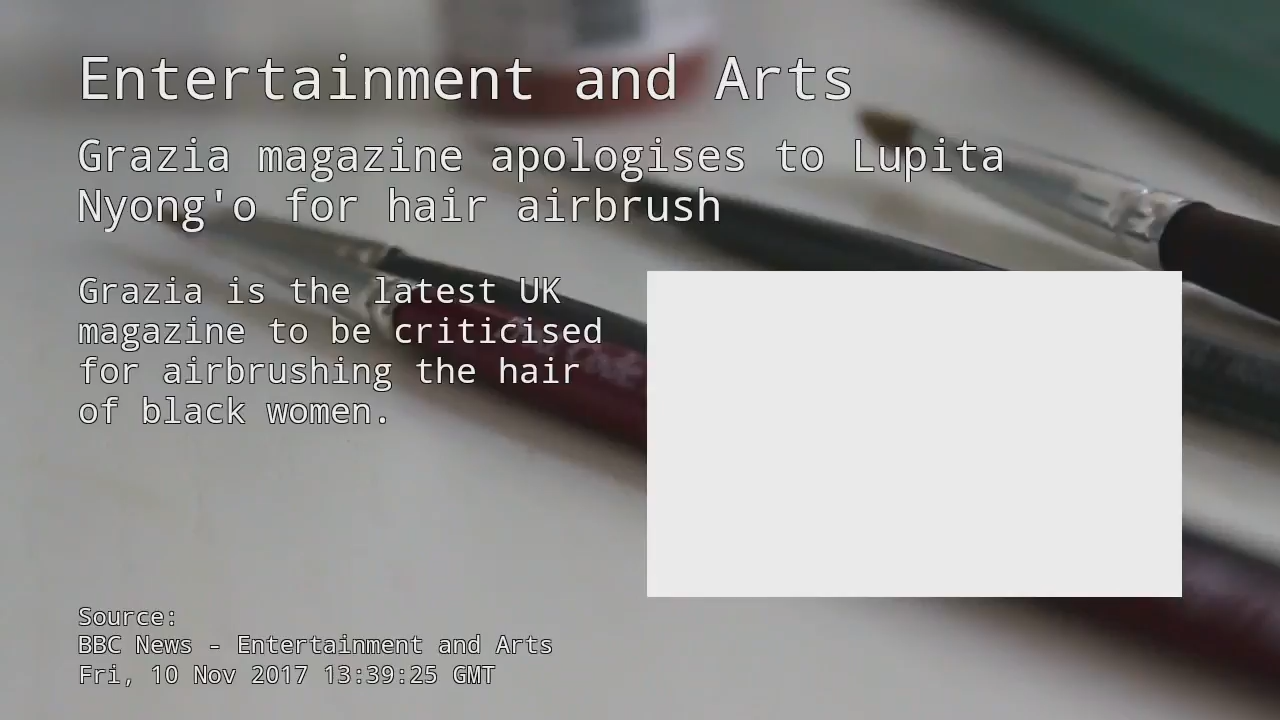 Entertainment and Arts
Grazia magazine apologises to Lupita
Nyong'o for hair airbrush
Grazia is the latest UK
magazine to be criticised
for airbrushing the hair
of black women.
Source:
BBC News - Entertainment and Arts
Fri, 10 Nov 2017 13:39:25 GMT